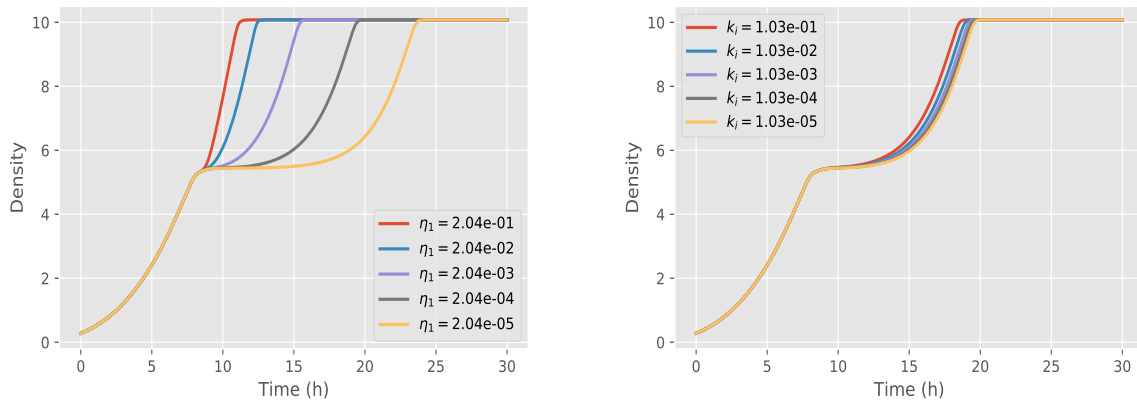 10
8
6
4
2
0
Density
η₁ = 2.04e-01
η₁ = 2.04e-02
η₁ = 2.04e-03
η₁ = 2.04e-04
η₁ = 2.04e-05
0 5 10 15 20 25 30
Time (h)
10
8
6
4
2
0
Density
kᵢ = 1.03e-01
kᵢ = 1.03e-02
kᵢ = 1.03e-03
kᵢ = 1.03e-04
kᵢ = 1.03e-05
0 5 10 15 20 25 30
Time (h)